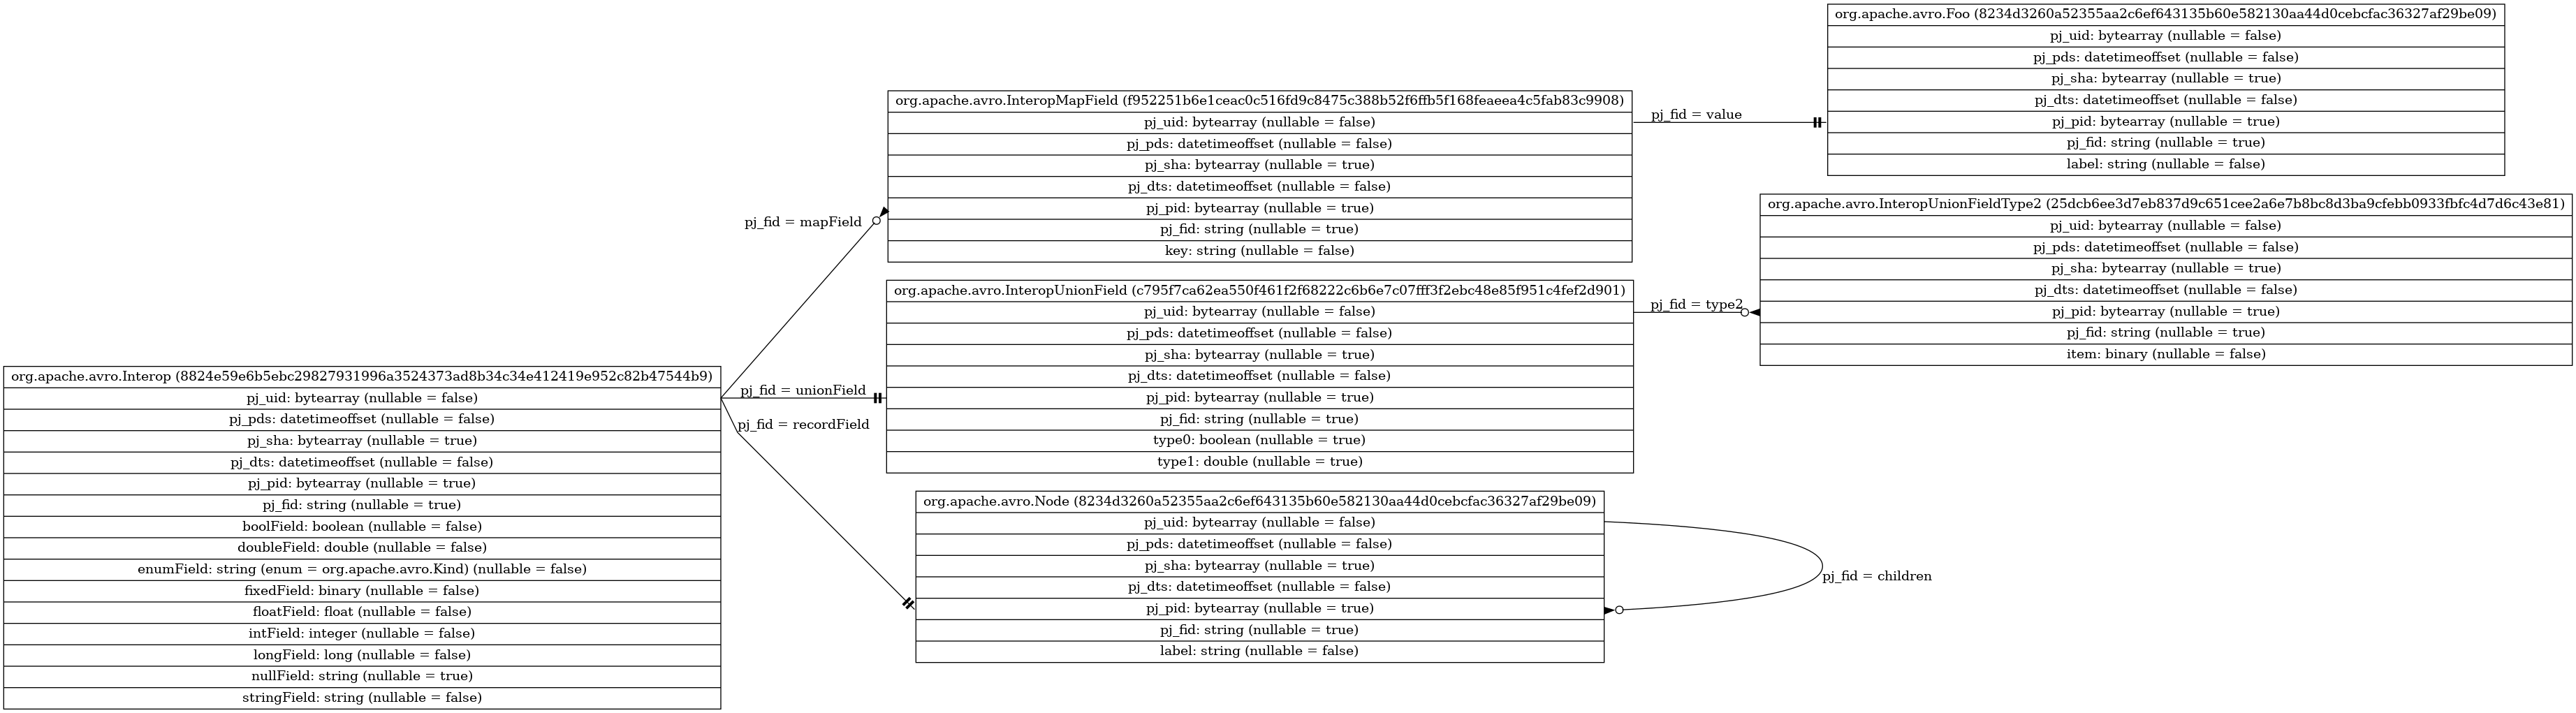 org.apache.avro.Foo (8234d3260a52355aa2c6ef643135b60e582130aa44d0cebcfac36327af29be09)
pj_uid: bytearray (nullable = false)
pj_pds: datetimeoffset (nullable = false)
pj_sha: bytearray (nullable = true)
pj_dts: datetimeoffset (nullable = false)
pj_pid: bytearray (nullable = true)
pj_fid: string (nullable = true)
label: string (nullable = false)
org.apache.avro.InteropMapField (f952251b6e1ceac0c516fd9c8475c388b52f6ffb5f168feaeea4c5fab83c9908)
pj_uid: bytearray (nullable = false)
pj_pds: datetimeoffset (nullable = false)
pj_sha: bytearray (nullable = true)
pj_dts: datetimeoffset (nullable = false)
pj_pid: bytearray (nullable = true)
pj_fid: string (nullable = true)
key: string (nullable = false)
pj_fid = value
pj_fid = mapField
org.apache.avro.InteropUnionFieldType2 (25dcb6ee3d7eb837d9c651cee2a6e7b8bc8d3ba9cfebb0933fbfc4d7d6c43e81)
pj_uid: bytearray (nullable = false)
pj_pds: datetimeoffset (nullable = false)
pj_sha: bytearray (nullable = true)
pj_dts: datetimeoffset (nullable = false)
pj_pid: bytearray (nullable = true)
pj_fid: string (nullable = true)
item: binary (nullable = false)
org.apache.avro.InteropUnionField (c795f7ca62ea550f461f2f68222c6b6e7c07fff3f2ebc48e85f951c4fef2d901)
pj_uid: bytearray (nullable = false)
pj_pds: datetimeoffset (nullable = false)
pj_sha: bytearray (nullable = true)
pj_dts: datetimeoffset (nullable = false)
pj_pid: bytearray (nullable = true)
pj_fid: string (nullable = true)
type0: boolean (nullable = true)
type1: double (nullable = true)
pj_fid = type2
pj_fid = unionField
pj_fid = recordField
org.apache.avro.Interop (8824e59e6b5ebc29827931996a3524373ad8b34c34e412419e952c82b47544b9)
pj_uid: bytearray (nullable = false)
pj_pds: datetimeoffset (nullable = false)
pj_sha: bytearray (nullable = true)
pj_dts: datetimeoffset (nullable = false)
pj_pid: bytearray (nullable = true)
pj_fid: string (nullable = true)
boolField: boolean (nullable = false)
doubleField: double (nullable = false)
enumField: string (enum = org.apache.avro.Kind) (nullable = false)
fixedField: binary (nullable = false)
floatField: float (nullable = false)
intField: integer (nullable = false)
longField: long (nullable = false)
nullField: string (nullable = true)
stringField: string (nullable = false)
org.apache.avro.Node (8234d3260a52355aa2c6ef643135b60e582130aa44d0cebcfac36327af29be09)
pj_uid: bytearray (nullable = false)
pj_pds: datetimeoffset (nullable = false)
pj_sha: bytearray (nullable = true)
pj_dts: datetimeoffset (nullable = false)
pj_pid: bytearray (nullable = true)
pj_fid: string (nullable = true)
label: string (nullable = false)
pj_fid = children